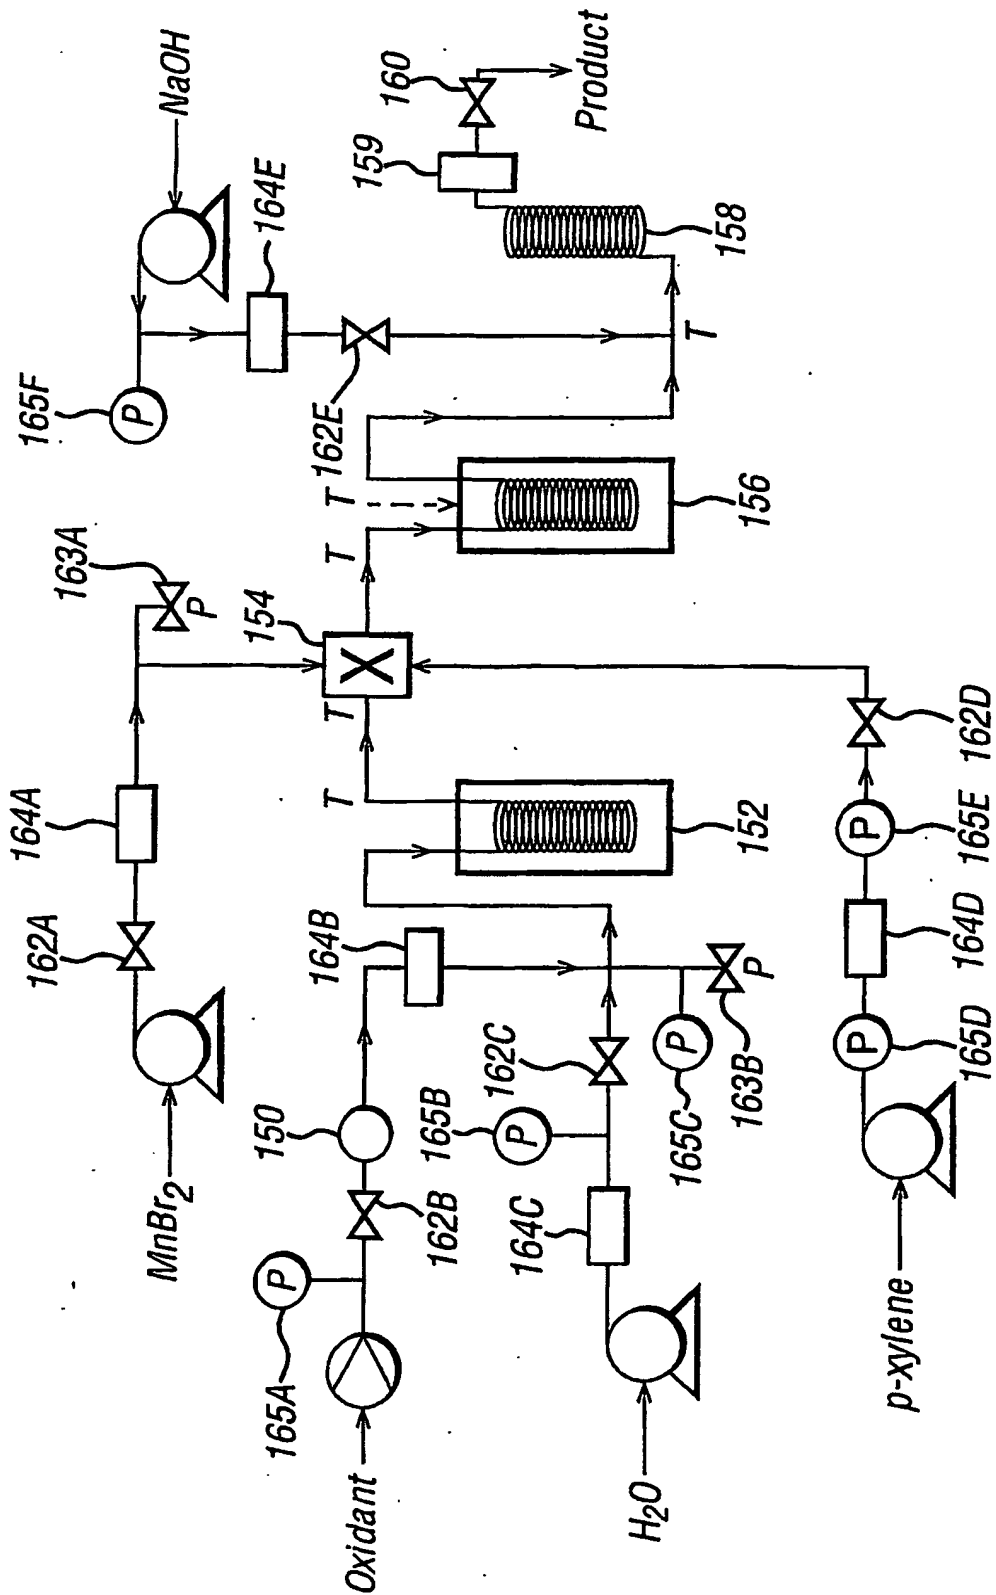 MnBr2
162A
164A
163A
P
165F
P
NaOH
164E
162E
T
154
X
T
T
T
T
160
159
Product
158
156
152
Oxidant
165A
P
162B
150
164B
165B
P
162C
164C
H2O
165C
P
163B
P
p-xylene
165D
P
164D
165E
P
162D